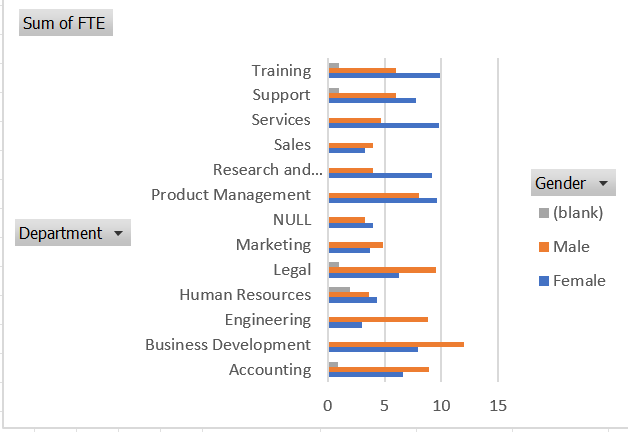 Sum of FTE
Training
Support
Services
Sales
Research and...
Product Management
NULL
Marketing
Legal
Human Resources
Engineering
Business Development
Accounting
0 5 10 15
Department
Gender
(blank)
Male
Female